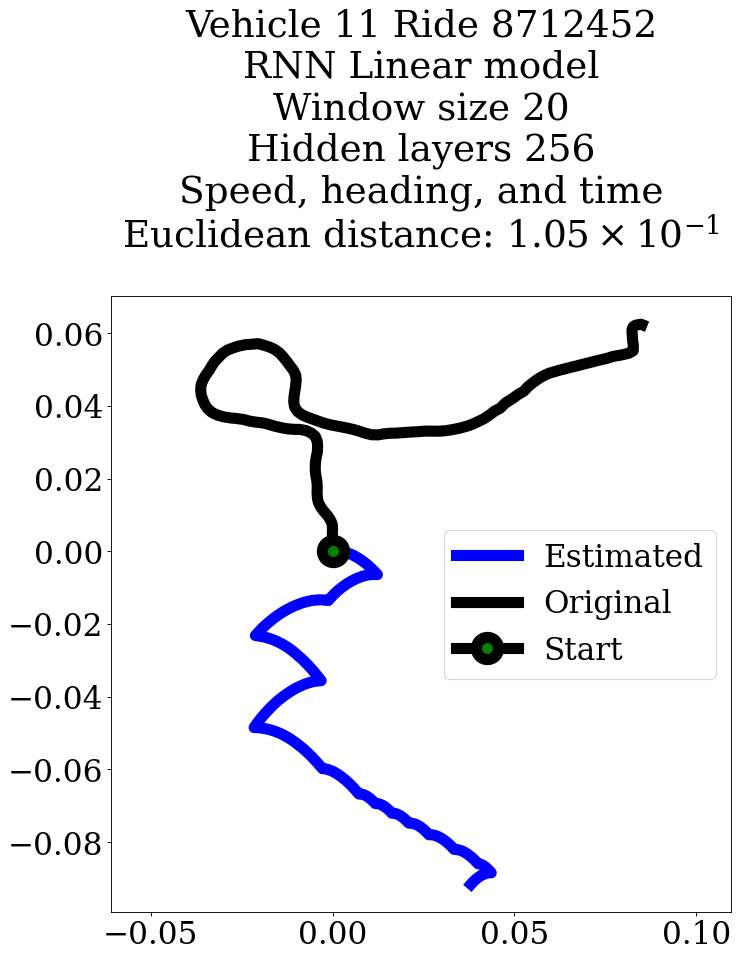 Vehicle 11 Ride 8712452
RNN Linear model
Window size 20
Hidden layers 256
Speed, heading, and time
Euclidean distance: 1.05 × 10⁻¹
0.06
0.04
0.02
0.00
−0.02
−0.04
−0.06
−0.08
Estimated
Original
Start
−0.05
0.00
0.05
0.10